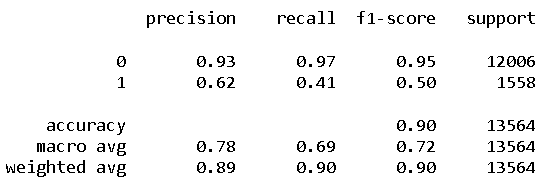 precision recall f1-score support
0 0.93 0.97 0.95 12006
1 0.62 0.41 0.50 1558
accuracy 0.90 13564
macro avg 0.78 0.69 0.72 13564
weighted avg 0.89 0.90 0.90 13564